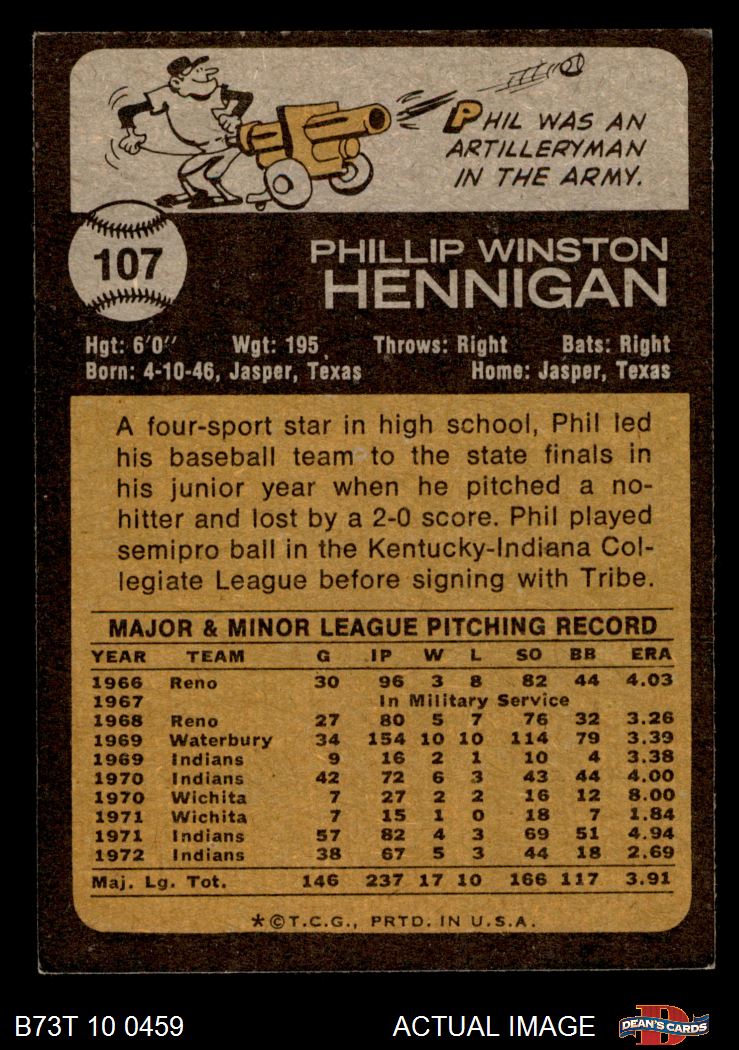 PHIL WAS AN
ARTILLERYMAN
IN THE ARMY.
107
PHILLIP WINSTON
HENNIGAN
Hgt: 6'0" Wgt: 195 Throws: Right Bats: Right
Born: 4-10-46, Jasper, Texas Home: Jasper, Texas
A four-sport star in high school, Phil led
his baseball team to the state finals in
his junior year when he pitched a no-
hitter and lost by a 2-0 score. Phil played
semipro ball in the Kentucky-Indiana Col-
legiate League before signing with Tribe.
MAJOR & MINOR LEAGUE PITCHING RECORD
YEAR TEAM G IP W L SO BB ERA
1966 Reno 30 96 3 8 82 44 4.03
1967 In Military Service
1968 Reno 27 80 5 7 76 32 3.26
1969 Waterbury 34 154 10 10 114 79 3.39
1969 Indians 9 16 2 1 10 4 3.38
1970 Indians 42 72 6 3 43 44 4.00
1970 Wichita 7 27 2 2 16 12 8.00
1971 Wichita 7 15 1 0 18 7 1.84
1971 Indians 57 82 4 3 69 51 4.94
1972 Indians 38 67 5 3 44 18 2.69
Maj. Lg. Tot. 146 237 17 10 166 117 3.91
*©T.C.G., PRTD. IN U.S.A.
B73T 10 0459 ACTUAL IMAGE D DEAN'S CARDS